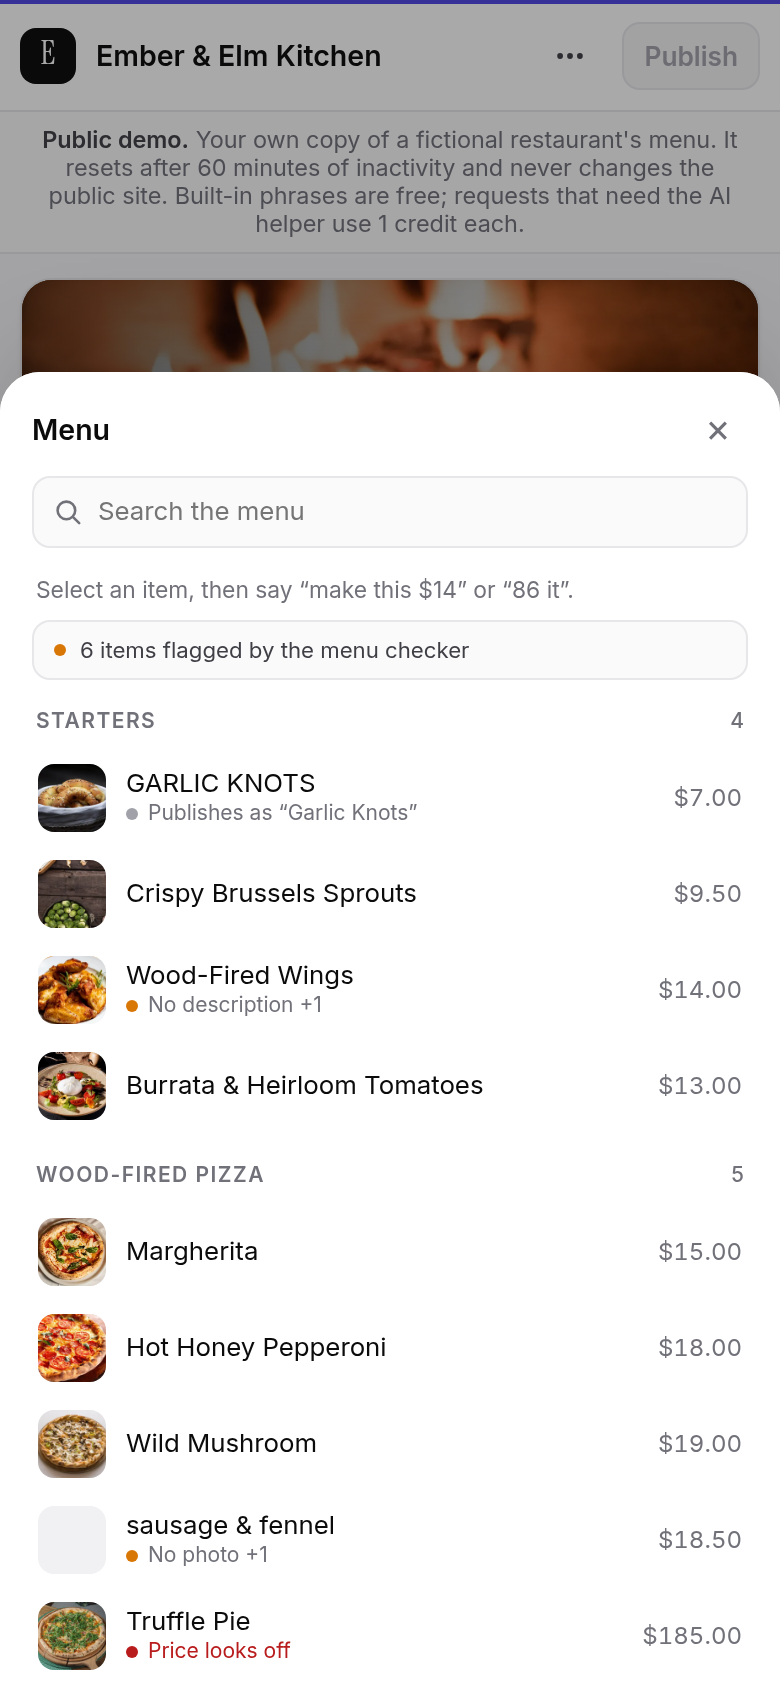 E
Ember & Elm Kitchen
Publish
Public demo. Your own copy of a fictional restaurant's menu. It
resets after 60 minutes of inactivity and never changes the
public site. Built-in phrases are free; requests that need the AI
helper use 1 credit each.
Menu
Search the menu
Select an item, then say “make this $14” or “86 it”.
6 items flagged by the menu checker
STARTERS 4
GARLIC KNOTS
Publishes as “Garlic Knots”
$7.00
Crispy Brussels Sprouts $9.50
Wood-Fired Wings
No description +1
$14.00
Burrata & Heirloom Tomatoes $13.00
WOOD-FIRED PIZZA 5
Margherita $15.00
Hot Honey Pepperoni $18.00
Wild Mushroom $19.00
sausage & fennel
No photo +1
$18.50
Truffle Pie
Price looks off
$185.00